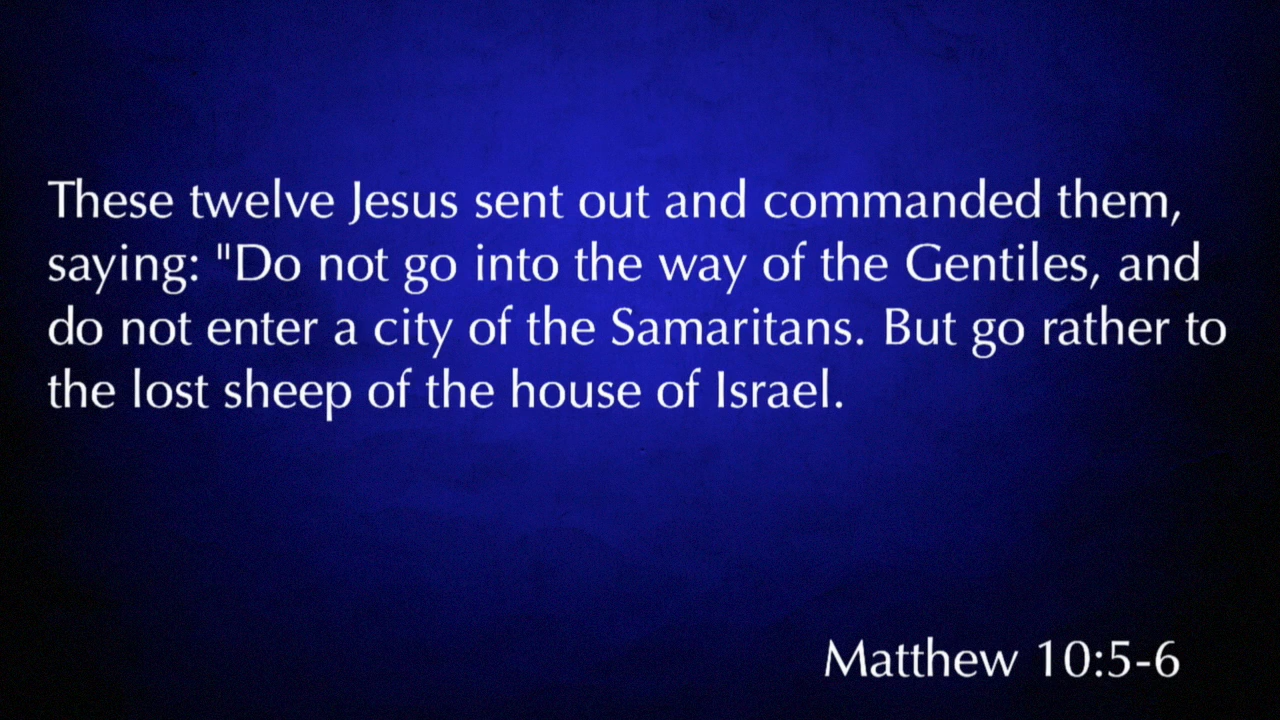 These twelve Jesus sent out and commanded them,
saying: "Do not go into the way of the Gentiles, and
do not enter a city of the Samaritans. But go rather to
the lost sheep of the house of Israel.
Matthew 10:5-6